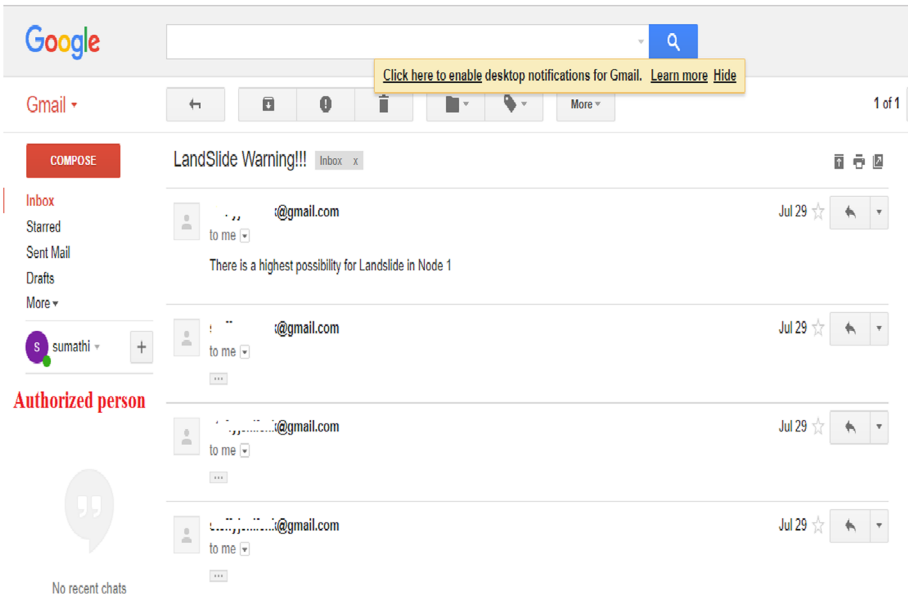 Google
Click here to enable desktop notifications for Gmail. Learn more Hide
Gmail
More
1 of 1
COMPOSE
LandSlide Warning!!! Inbox x
Inbox
Starred
Sent Mail
Drafts
More
S sumathi +
Authorized person
No recent chats
@gmail.com Jul 29
to me
There is a highest possibility for Landslide in Node 1
@gmail.com Jul 29
to me
...
@gmail.com Jul 29
to me
...
@gmail.com Jul 29
to me
...